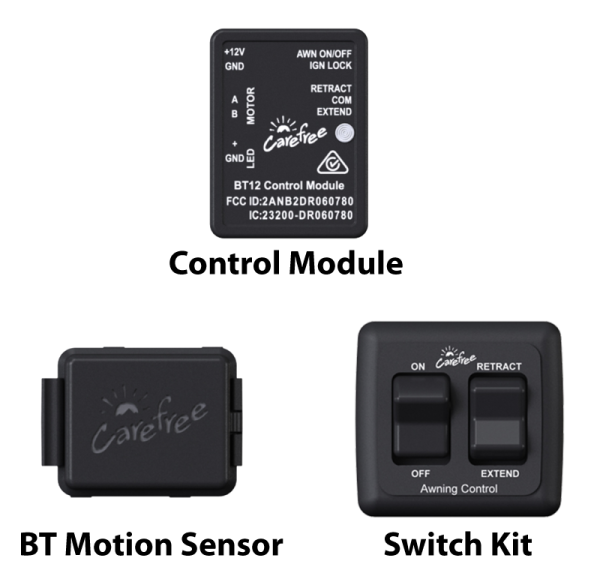 +12V
GND
AWN ON/OFF
IGN LOCK
A
B
MOTOR
RETRACT
COM
EXTEND
+
GND
LED
Carefree
BT12 Control Module
FCC ID:2ANB2DR060780
IC:23200-DR060780
Control Module
Carefree
BT Motion Sensor
ON
Carefree
RETRACT
OFF
EXTEND
Awning Control
Switch Kit